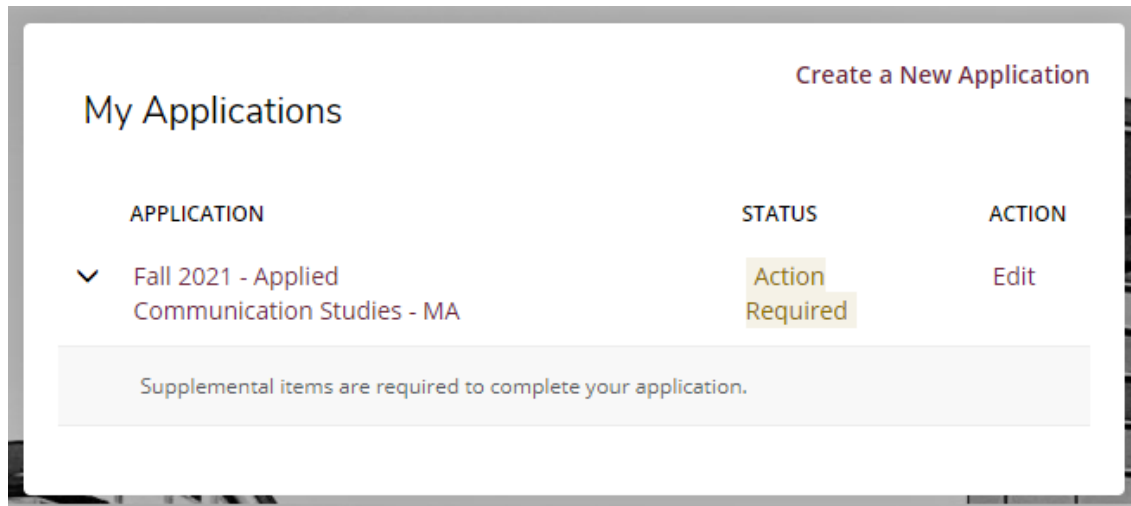 Create a New Application
My Applications
APPLICATION STATUS ACTION
Fall 2021 - Applied Action Edit
Communication Studies - MA Required
Supplemental items are required to complete your application.